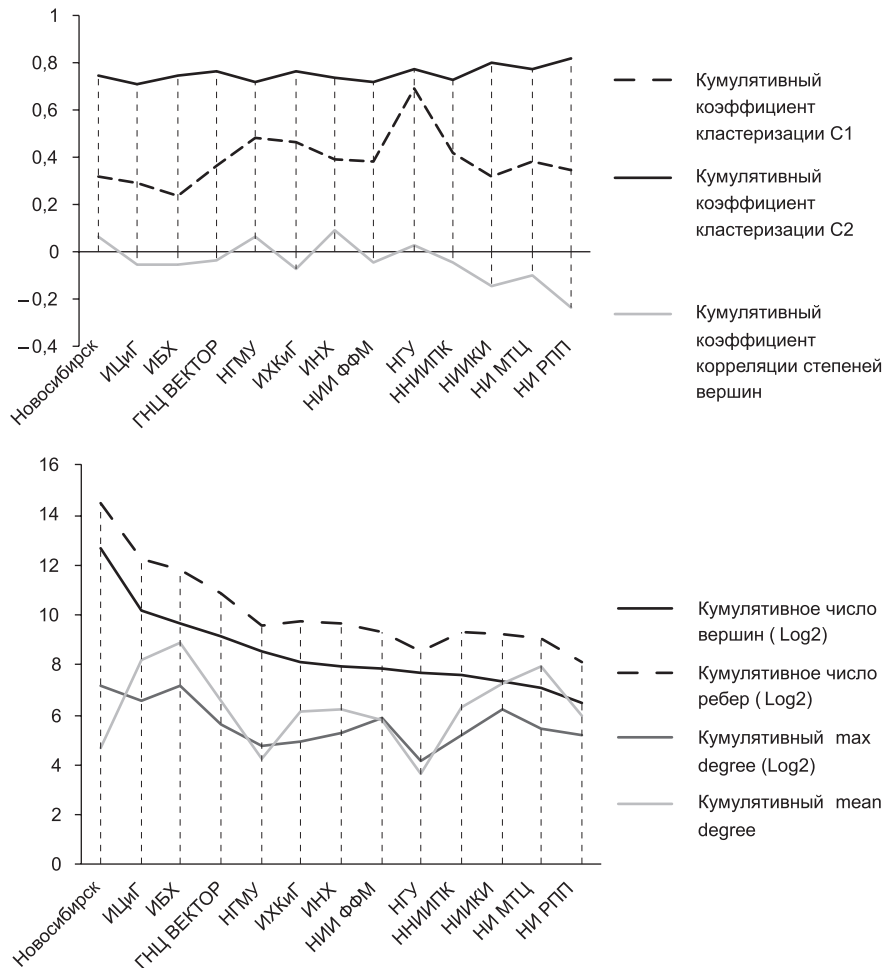 1
0,8
0,6
0,4
0,2
0
–0,2
–0,4
Новосибирск
ИЦиГ
ИБХ
ГНЦ ВЕКТОР
НГМУ
ИХКиГ
ИНХ
НИИ ФФМ
НГУ
ННИИПК
НИИКИ
НИ МТЦ
НИ РПП
Кумулятивный
коэффициент
кластеризации С1
Кумулятивный
коэффициент
кластеризации С2
Кумулятивный
коэффициент
корреляции степеней
вершин
16
14
12
10
8
6
4
2
0
Новосибирск
ИЦиГ
ИБХ
ГНЦ ВЕКТОР
НГМУ
ИХКиГ
ИНХ
НИИ ФФМ
НГУ
ННИИПК
НИИКИ
НИ МТЦ
НИ РПП
Кумулятивное число
вершин ( Log2)
Кумулятивное число
ребер ( Log2)
Кумулятивный max
degree (Log2)
Кумулятивный mean
degree